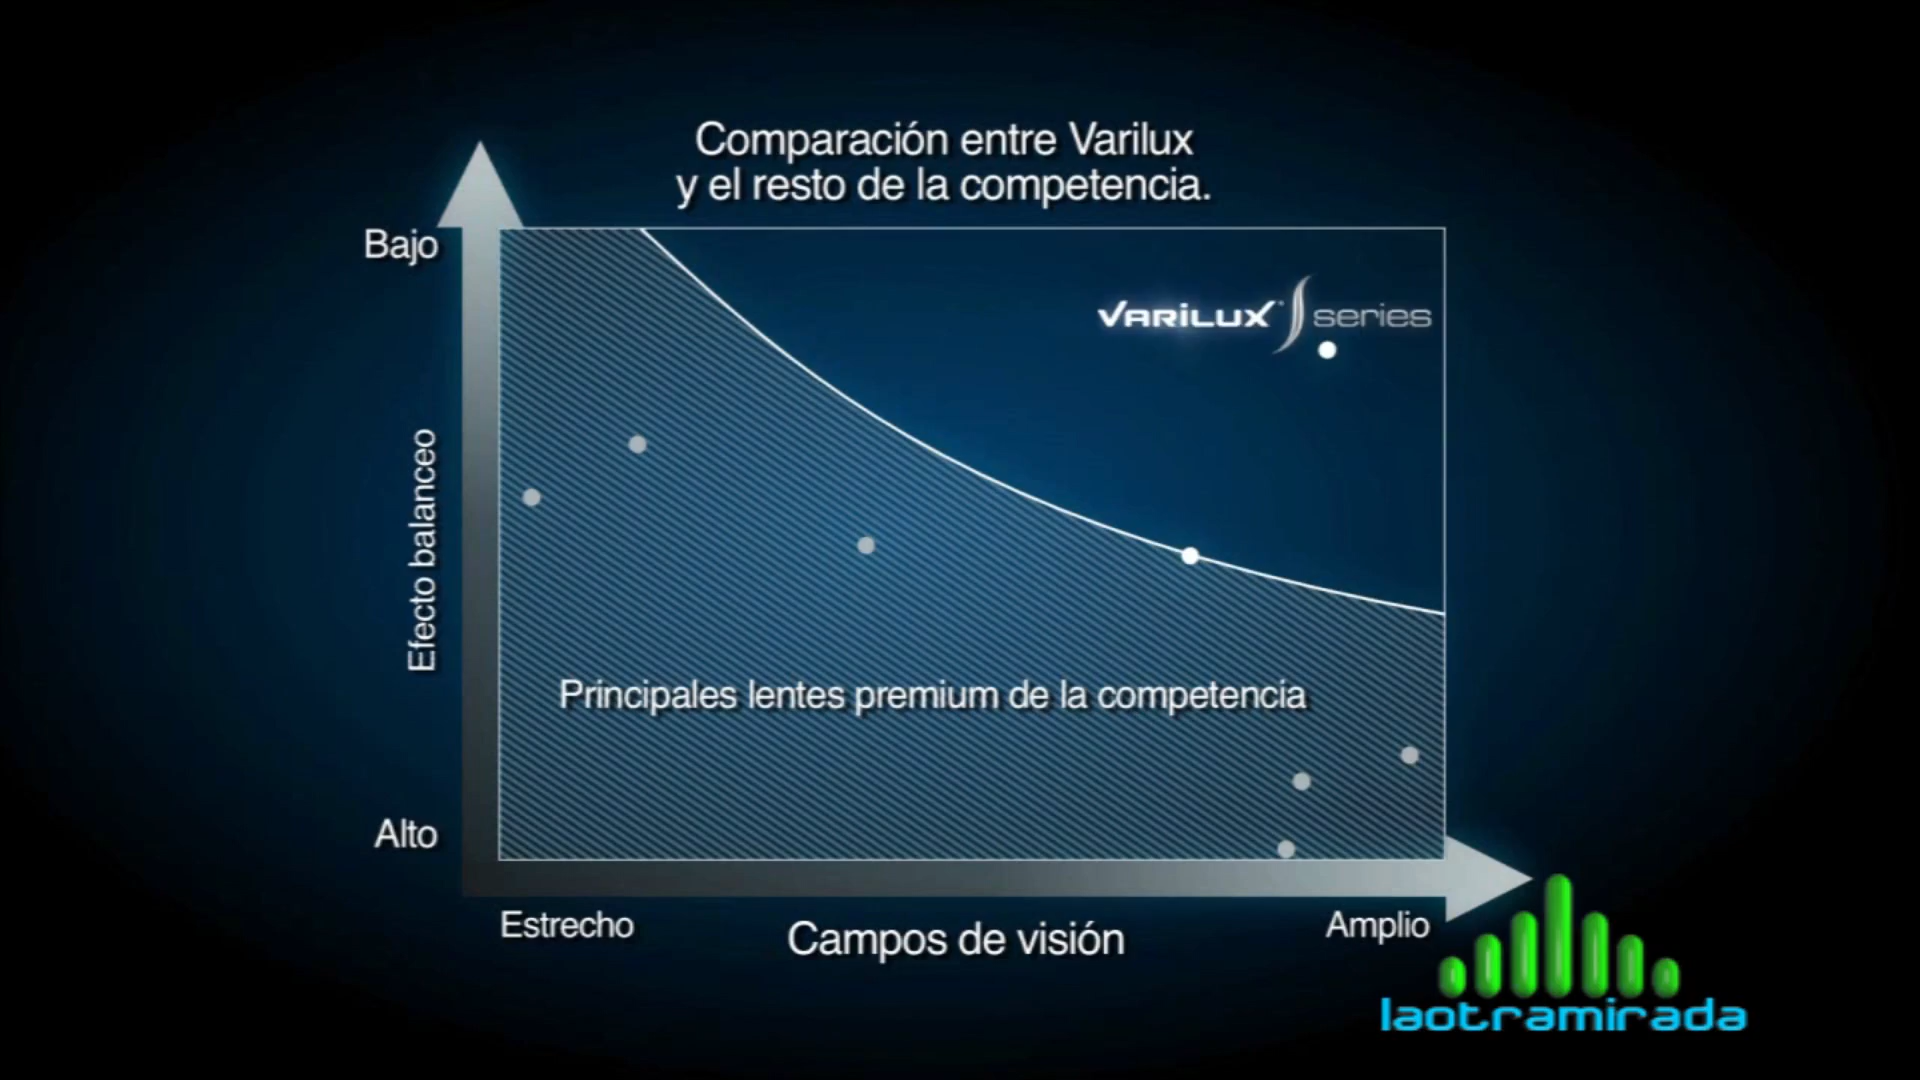 Comparación entre Varilux
y el resto de la competencia.
Bajo
VARiLUX® S series
Efecto balanceo
Principales lentes premium de la competencia
Alto
Estrecho
Campos de visión
Amplio
laotramirada